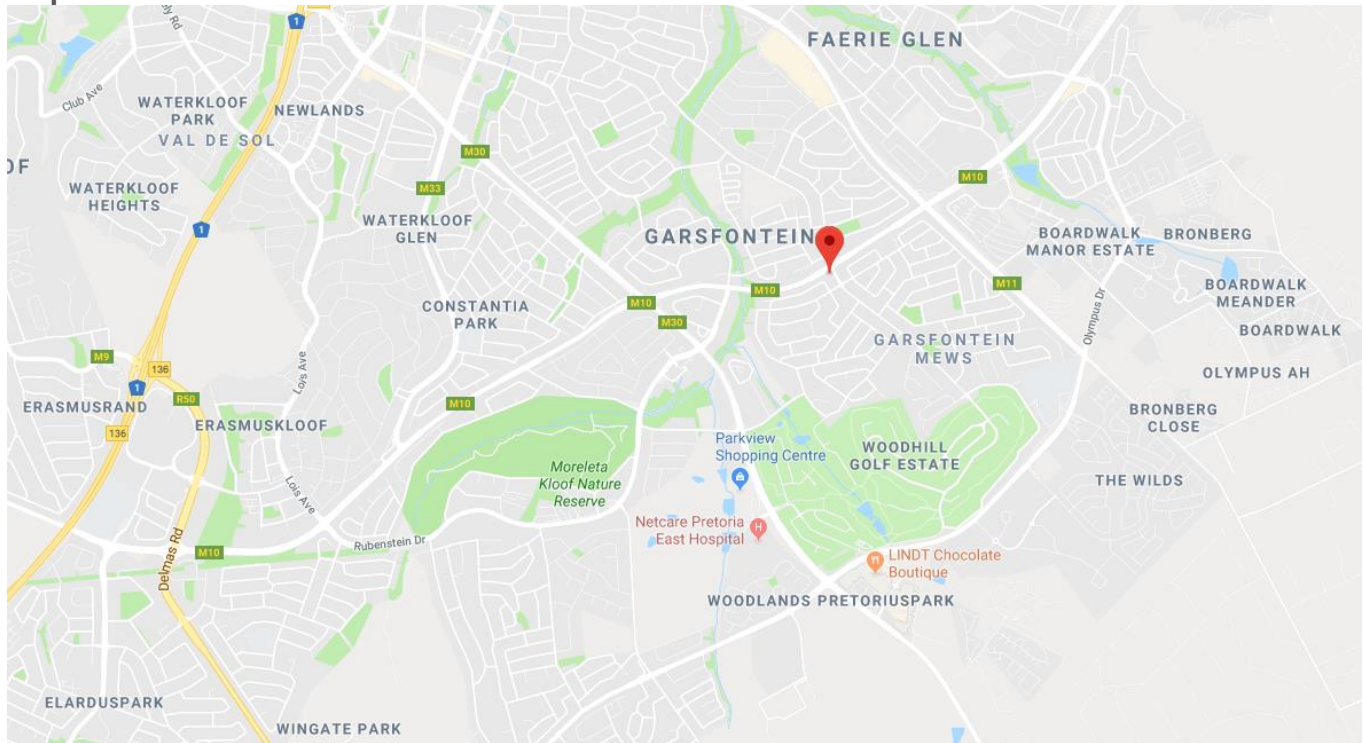 1
ely Rd
FAERIE GLEN
Club Ave
WATERKLOOF
PARK
NEWLANDS
VAL DE SOL
M30
OF
WATERKLOOF
HEIGHTS
M33
M10
1
WATERKLOOF
GLEN
GARSFONTEIN
BOARDWALK
MANOR ESTATE
BRONBERG
M11
M10
BOARDWALK
MEANDER
CONSTANTIA
PARK
M10
M30
Olympus Dr
BOARDWALK
GARSFONTEIN
MEWS
M9
136
Lois Ave
OLYMPUS AH
1
R50
M10
ERASMUSRAND
BRONBERG
CLOSE
ERASMUSKLOOF
136
Parkview
Shopping Centre
WOODHILL
GOLF ESTATE
Moreleta
Kloof Nature
Reserve
THE WILDS
Lois Ave
Netcare Pretoria
East Hospital
H
Rubenstein Dr
M10
LINDT Chocolate
Boutique
Delmas Rd
WOODLANDS PRETORIUSPARK
ELARDUSPARK
WINGATE PARK